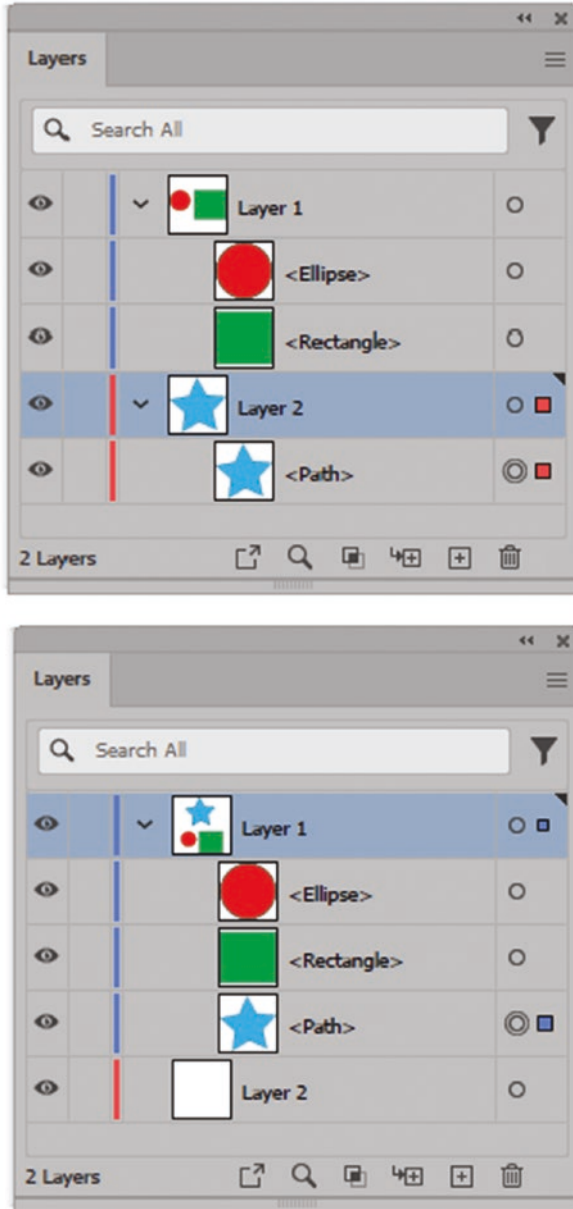 Layers
Search All
Layer 1
<Ellipse>
<Rectangle>
Layer 2
<Path>
2 Layers
Layers
Search All
Layer 1
<Ellipse>
<Rectangle>
<Path>
Layer 2
2 Layers